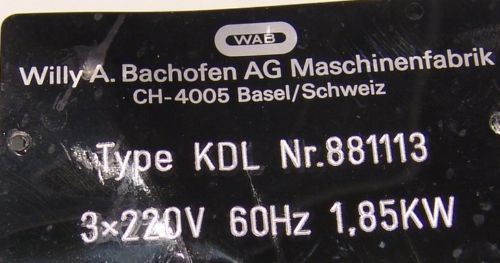 WAB
Willy A. Bachofen AG Maschinenfabrik
CH-4005 Basel/Schweiz
Type KDL Nr.881113
3×220V 60Hz 1,85KW